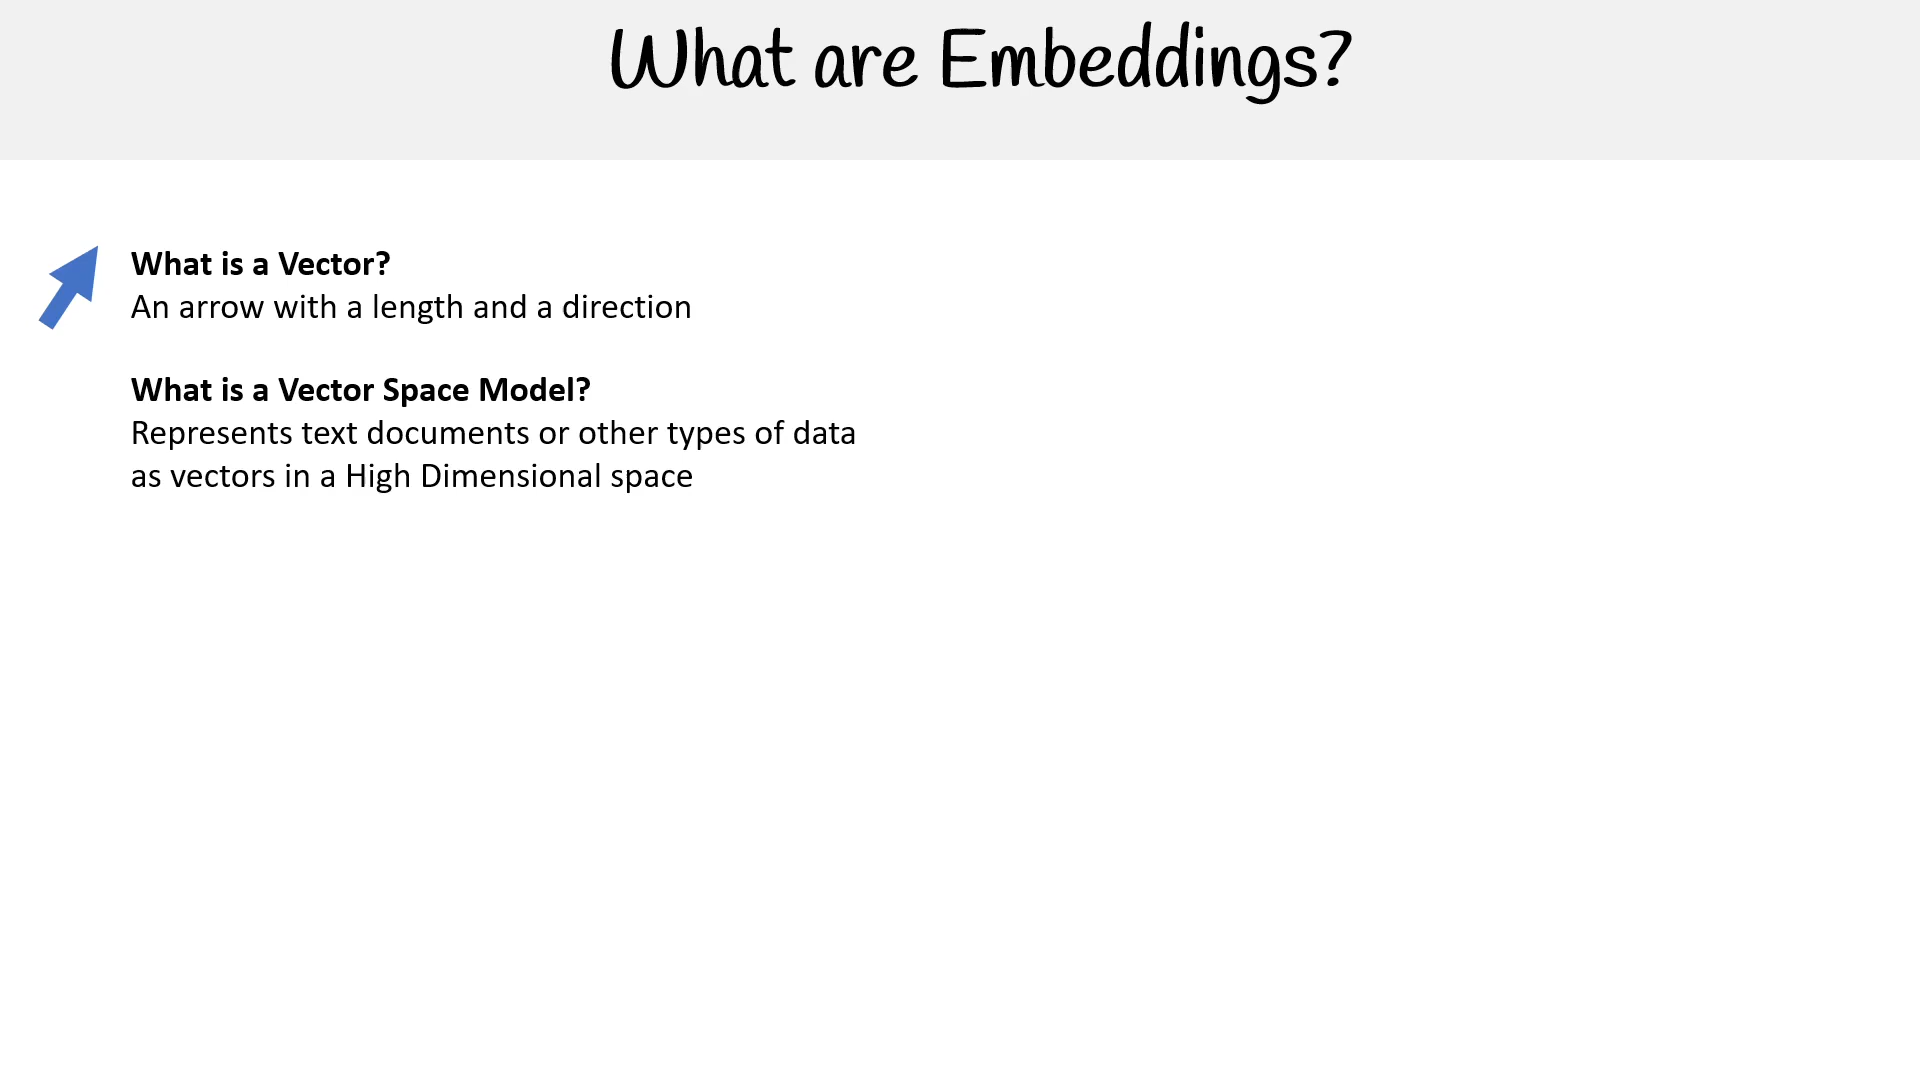 What are Embeddings?
What is a Vector?
An arrow with a length and a direction
What is a Vector Space Model?
Represents text documents or other types of data
as vectors in a High Dimensional space